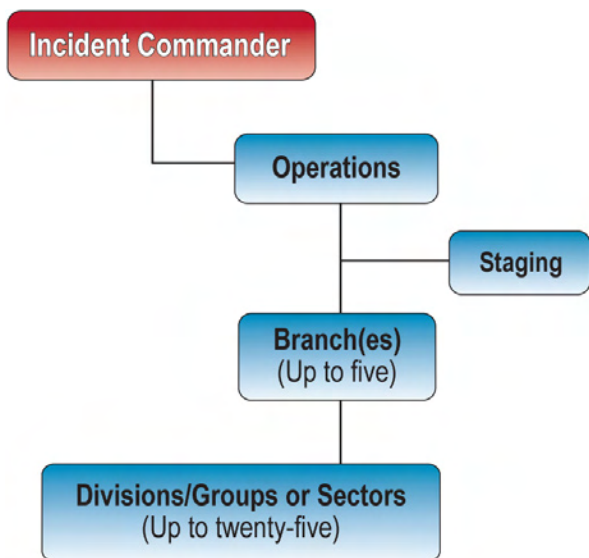 Incident Commander
Operations
Staging
Branch(es)
(Up to five)
Divisions/Groups or Sectors
(Up to twenty-five)